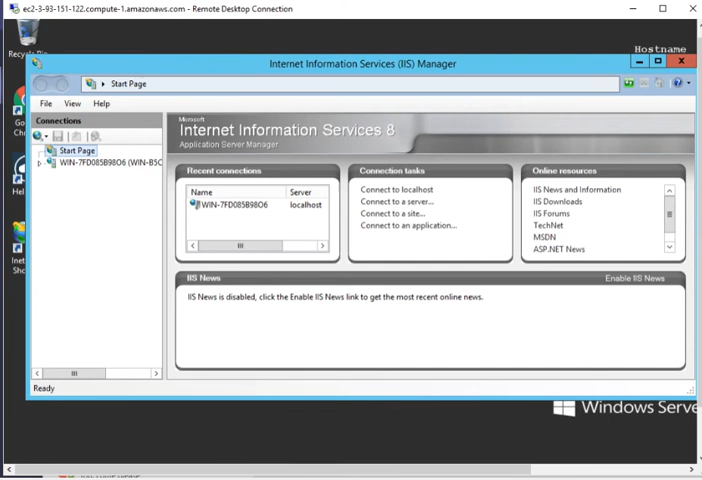 ec2-3-93-151-122.compute-1.amazonaws.com - Remote Desktop Connection
Hostname
Internet Information Services (IIS) Manager
Start Page
File View Help
Connections
Start Page
WIN-7FD085B98O6 (WIN-B5C
Microsoft
Internet Information Services 8
Application Server Manager
Recent connections
Name Server
WIN-7FD085B98O6 localhost
Connection tasks
Connect to localhost
Connect to a server...
Connect to a site...
Connect to an application...
Online resources
IIS News and Information
IIS Downloads
IIS Forums
TechNet
MSDN
ASP.NET News
IIS News
Enable IIS News
IIS News is disabled, click the Enable IIS News link to get the most recent online news.
Ready
Windows Serve